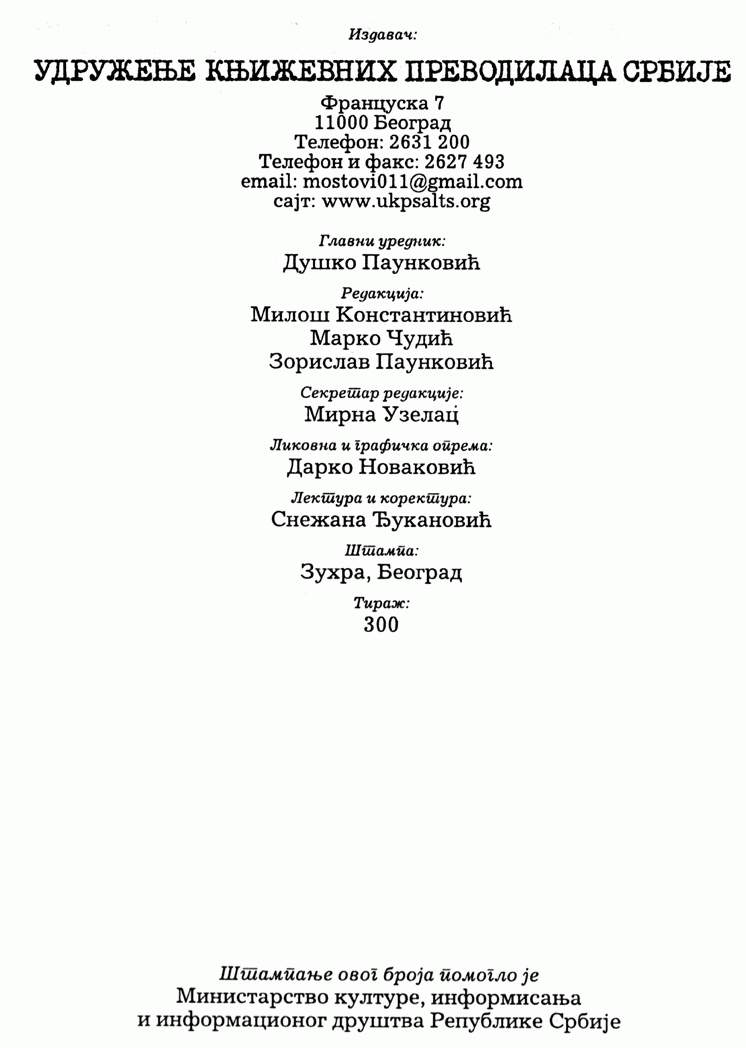 Издавач:
УДРУЖЕЊЕ КЊИЖЕВНИХ ПРЕВОДИЛАЦА СРБИЈЕ
Француска 7
11000 Београд
Телефон: 2631 200
Телефон и факс: 2627 493
email: mostovi011@gmail.com
сајт: www.ukpsalts.org
Главни уредник:
Душко Паунковић
Редакција:
Милош Константиновић
Марко Чудић
Зорислав Паунковић
Секретар редакције:
Мирна Узелац
Ликовна и графичка опрема:
Дарко Новаковић
Лектура и коректура:
Снежана Ђукановић
Штампа:
Зухра, Београд
Тираж:
300
Штампање овог броја помогло је
Министарство културе, информисања
и информационог друштва Републике Србије